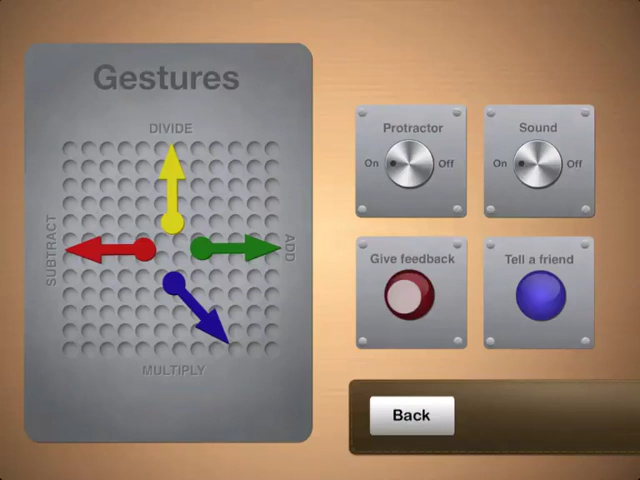 Gestures
DIVIDE
SUBTRACT
ADD
MULTIPLY
Protractor
On
Off
Sound
On
Off
Give feedback
Tell a friend
Back